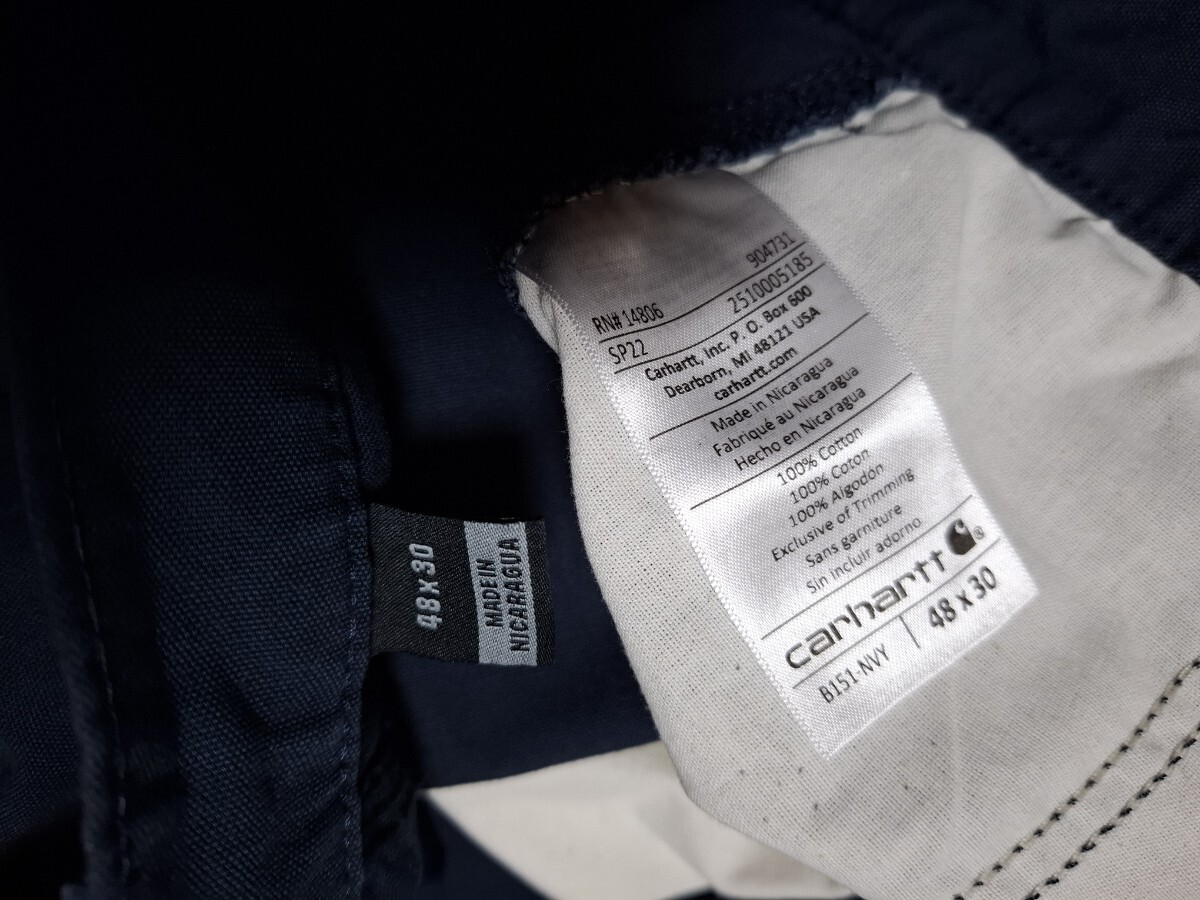 48 x 30
MADE IN
NICARAGUA
904731
RN# 14806 2510005185
SP22
Carhartt, Inc. P. O. Box 600
Dearborn, MI 48121 USA
carhartt.com
Made in Nicaragua
Fabriqué au Nicaragua
Hecho en Nicaragua
100% Cotton
100% Coton
100% Algodón
Exclusive of Trimming
Sans garniture
Sin incluir adorno
carhartt ®
B151-NVY | 48 x 30